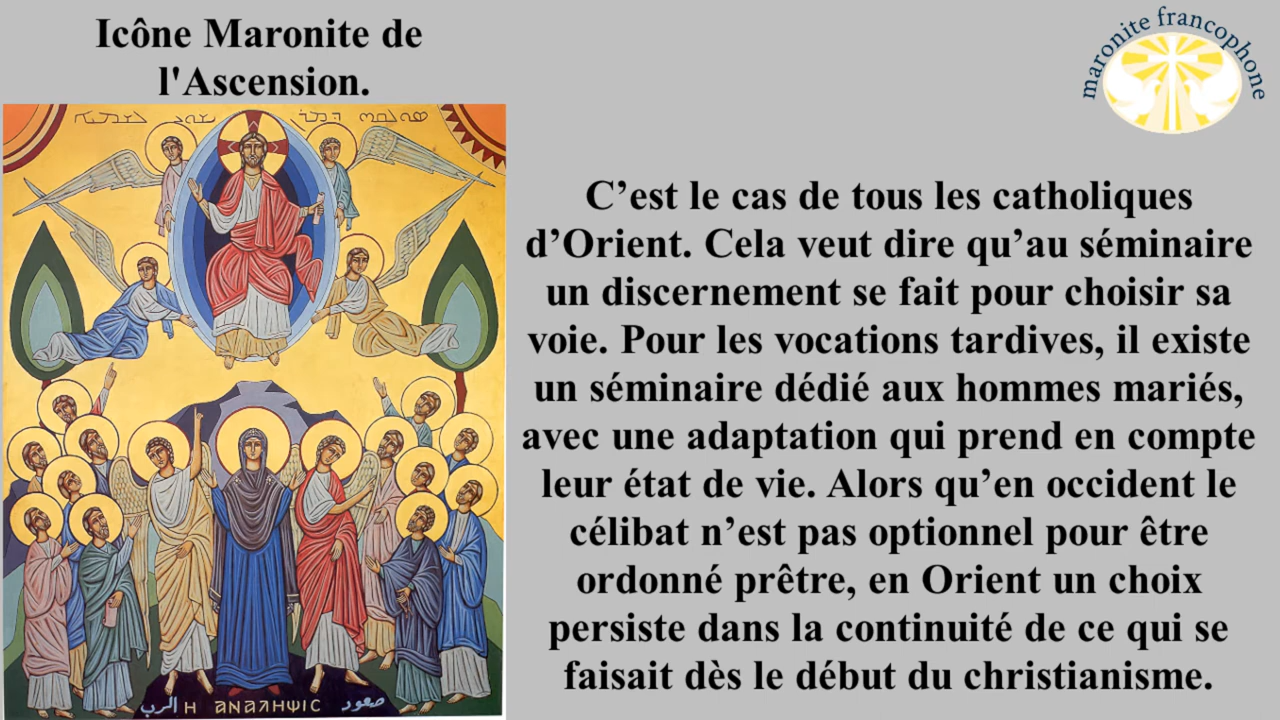 Icône Maronite de
l'Ascension.
maronite francophone
C’est le cas de tous les catholiques
d’Orient. Cela veut dire qu’au séminaire
un discernement se fait pour choisir sa
voie. Pour les vocations tardives, il existe
un séminaire dédié aux hommes mariés,
avec une adaptation qui prend en compte
leur état de vie. Alors qu’en occident le
célibat n’est pas optionnel pour être
ordonné prêtre, en Orient un choix
persiste dans la continuité de ce qui se
faisait dès le début du christianisme.
صعود Η ΑΝΑΛΗΨΙC الرب